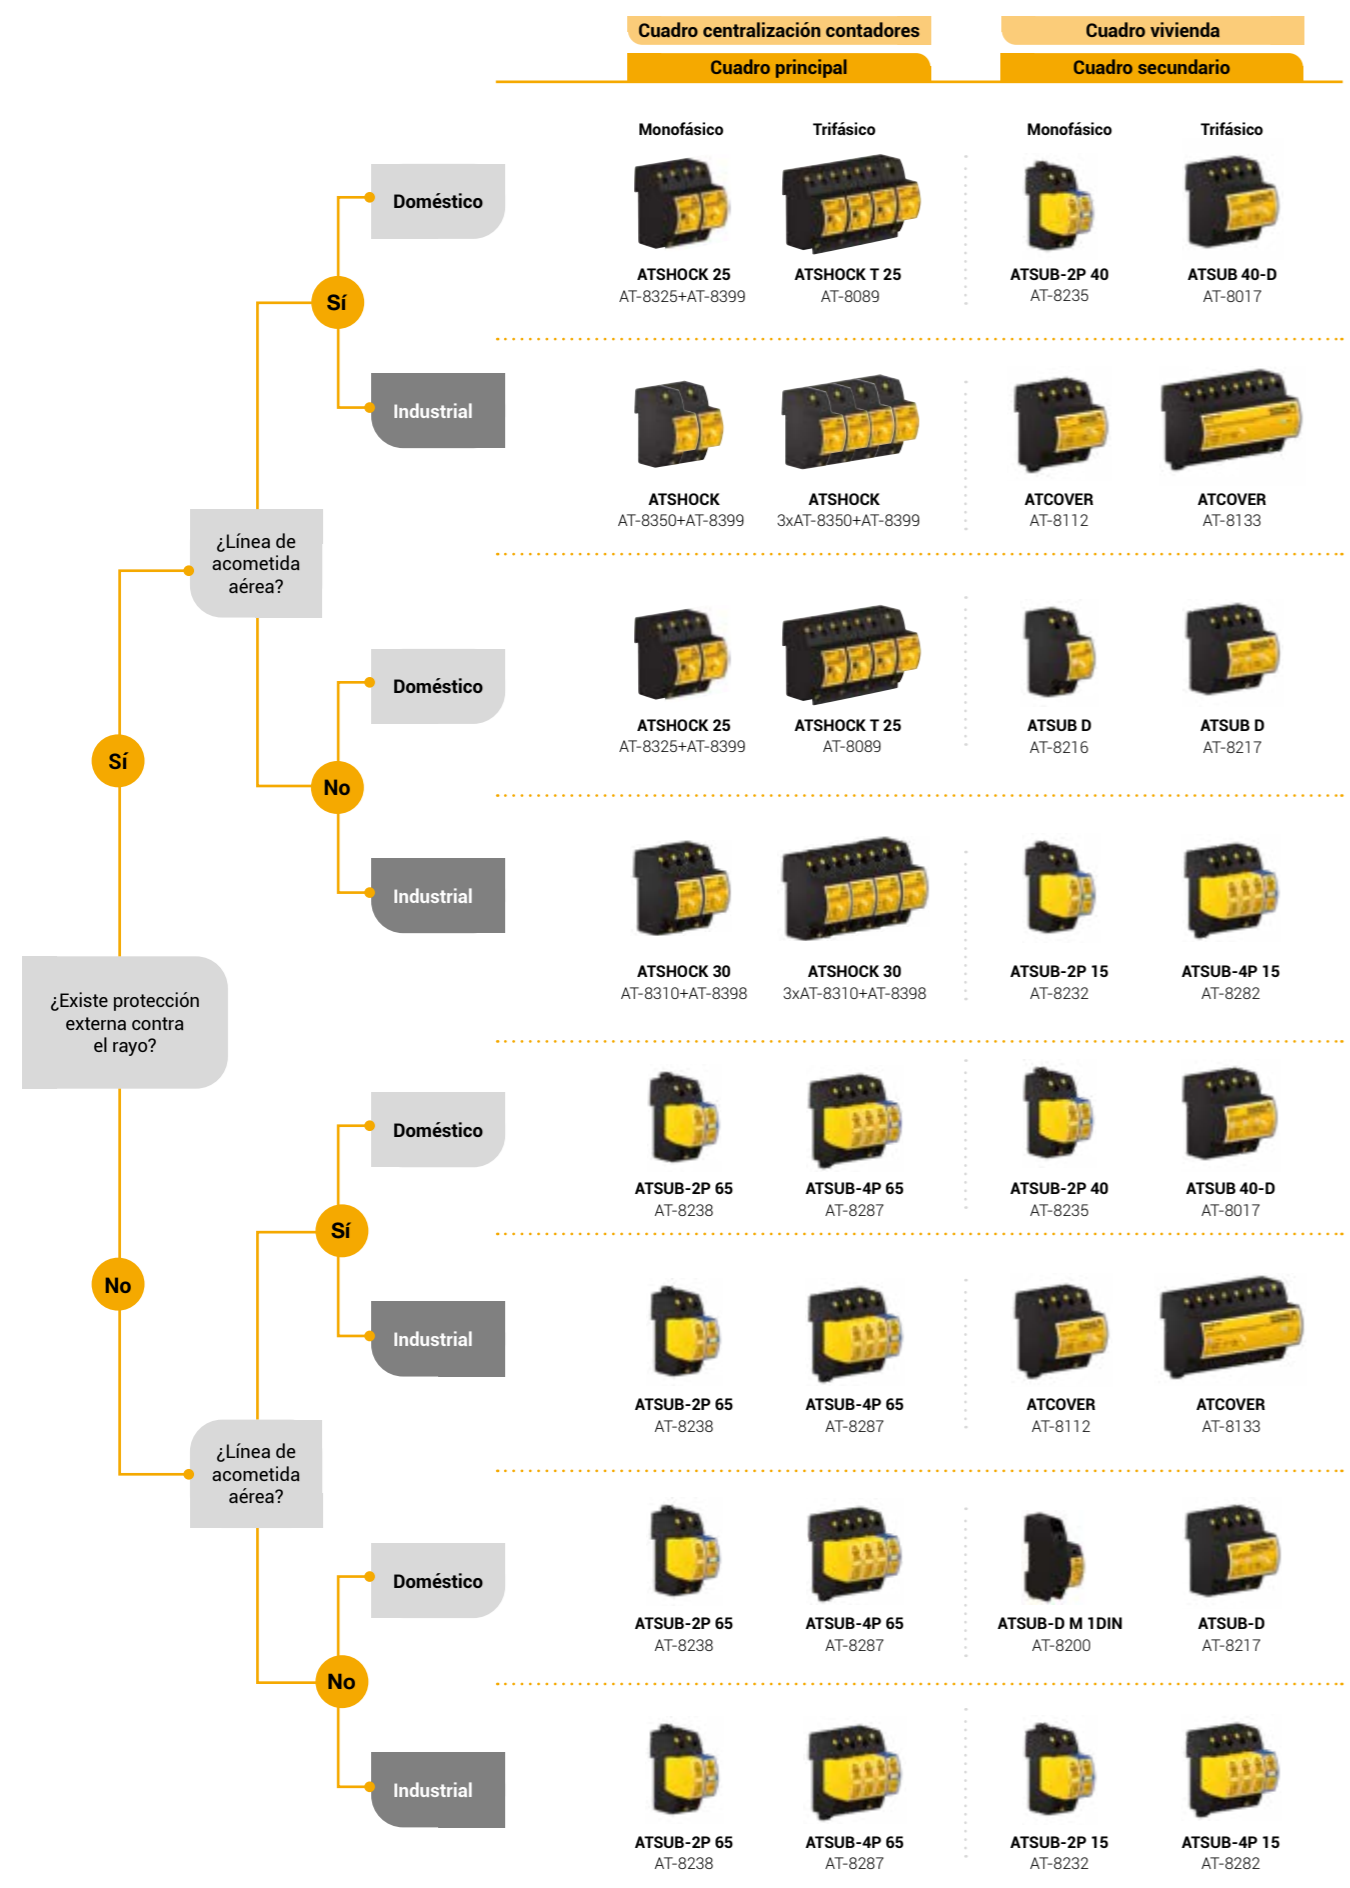 Cuadro centralización contadores
Cuadro vivienda
Cuadro principal
Cuadro secundario
Monofásico
Trifásico
Monofásico
Trifásico
Doméstico
ATSHOCK 25
AT-8325+AT-8399
ATSHOCK T 25
AT-8089
ATSUB-2P 40
AT-8235
ATSUB 40-D
AT-8017
Sí
Industrial
ATSHOCK
AT-8350+AT-8399
ATSHOCK
3xAT-8350+AT-8399
ATCOVER
AT-8112
ATCOVER
AT-8133
¿Línea de
acometida
aérea?
Doméstico
ATSHOCK 25
AT-8325+AT-8399
ATSHOCK T 25
AT-8089
ATSUB D
AT-8216
ATSUB D
AT-8217
Sí
No
Industrial
ATSHOCK 30
AT-8310+AT-8398
ATSHOCK 30
3xAT-8310+AT-8398
ATSUB-2P 15
AT-8232
ATSUB-4P 15
AT-8282
¿Existe protección
externa contra
el rayo?
Doméstico
ATSUB-2P 65
AT-8238
ATSUB-4P 65
AT-8287
ATSUB-2P 40
AT-8235
ATSUB 40-D
AT-8017
Sí
No
Industrial
ATSUB-2P 65
AT-8238
ATSUB-4P 65
AT-8287
ATCOVER
AT-8112
ATCOVER
AT-8133
¿Línea de
acometida
aérea?
Doméstico
ATSUB-2P 65
AT-8238
ATSUB-4P 65
AT-8287
ATSUB-D M 1DIN
AT-8200
ATSUB-D
AT-8217
No
Industrial
ATSUB-2P 65
AT-8238
ATSUB-4P 65
AT-8287
ATSUB-2P 15
AT-8232
ATSUB-4P 15
AT-8282